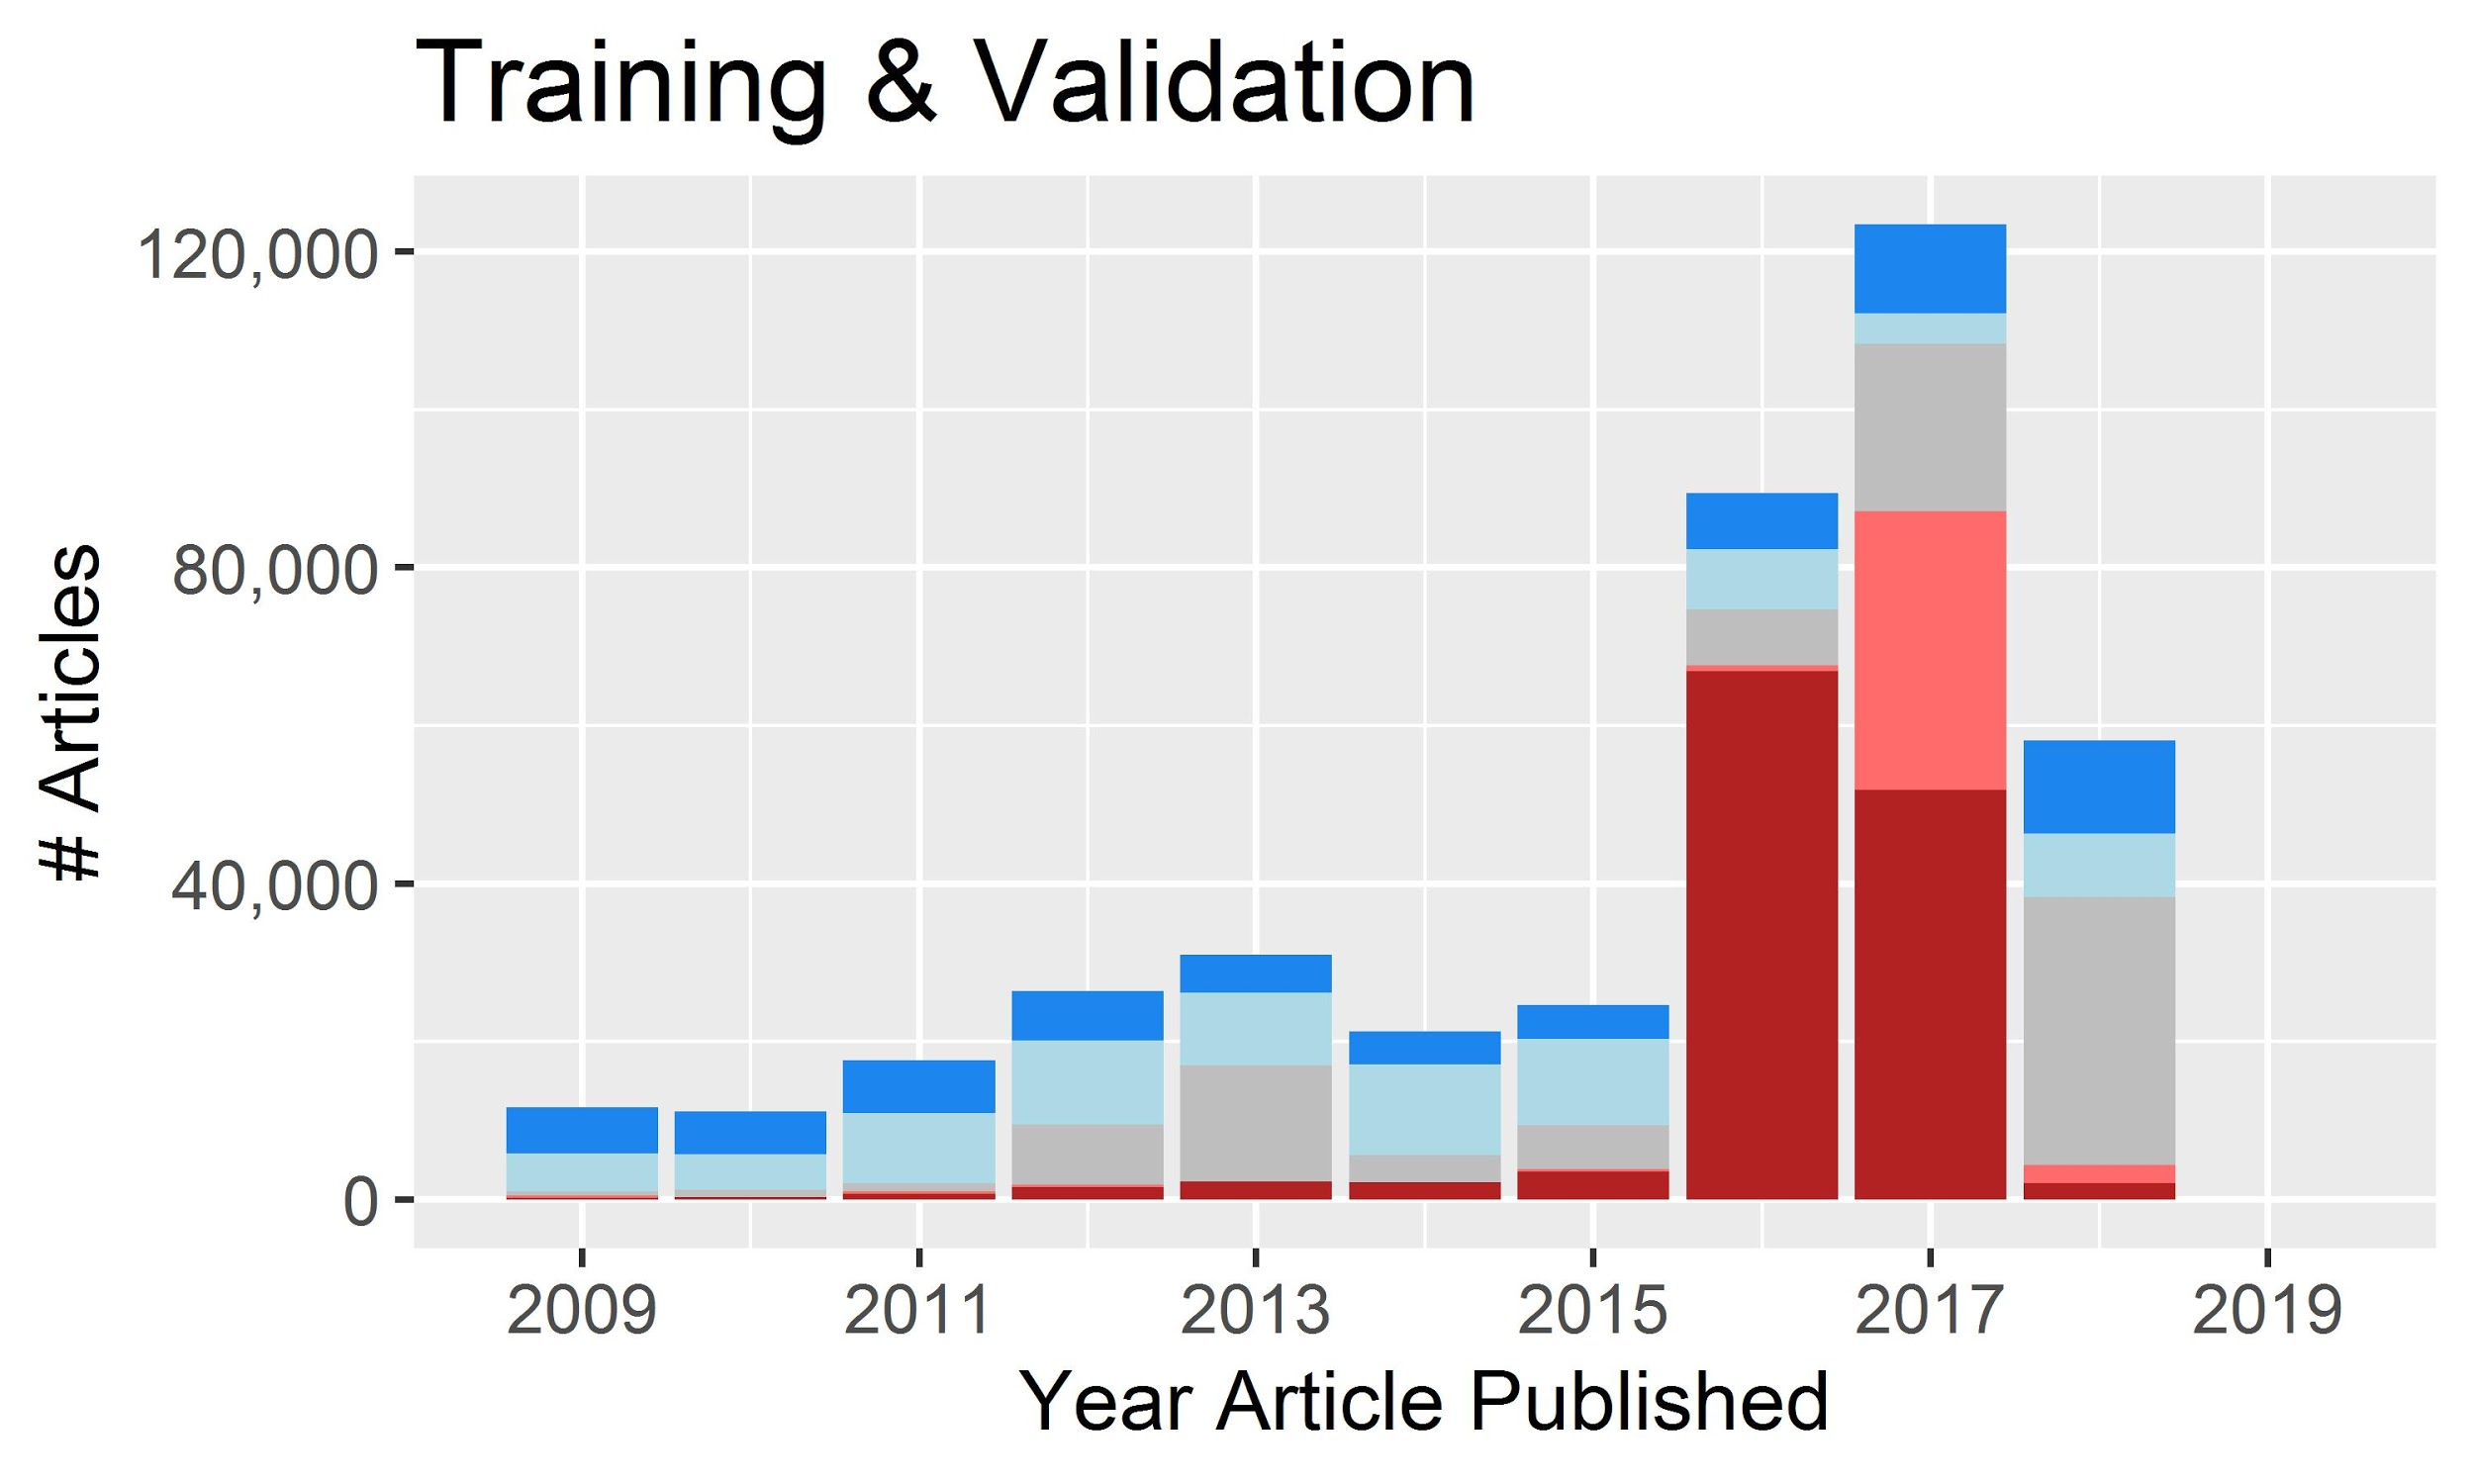 Training & Validation
120,000
80,000
40,000
0
# Articles
2009 2011 2013 2015 2017 2019
Year Article Published